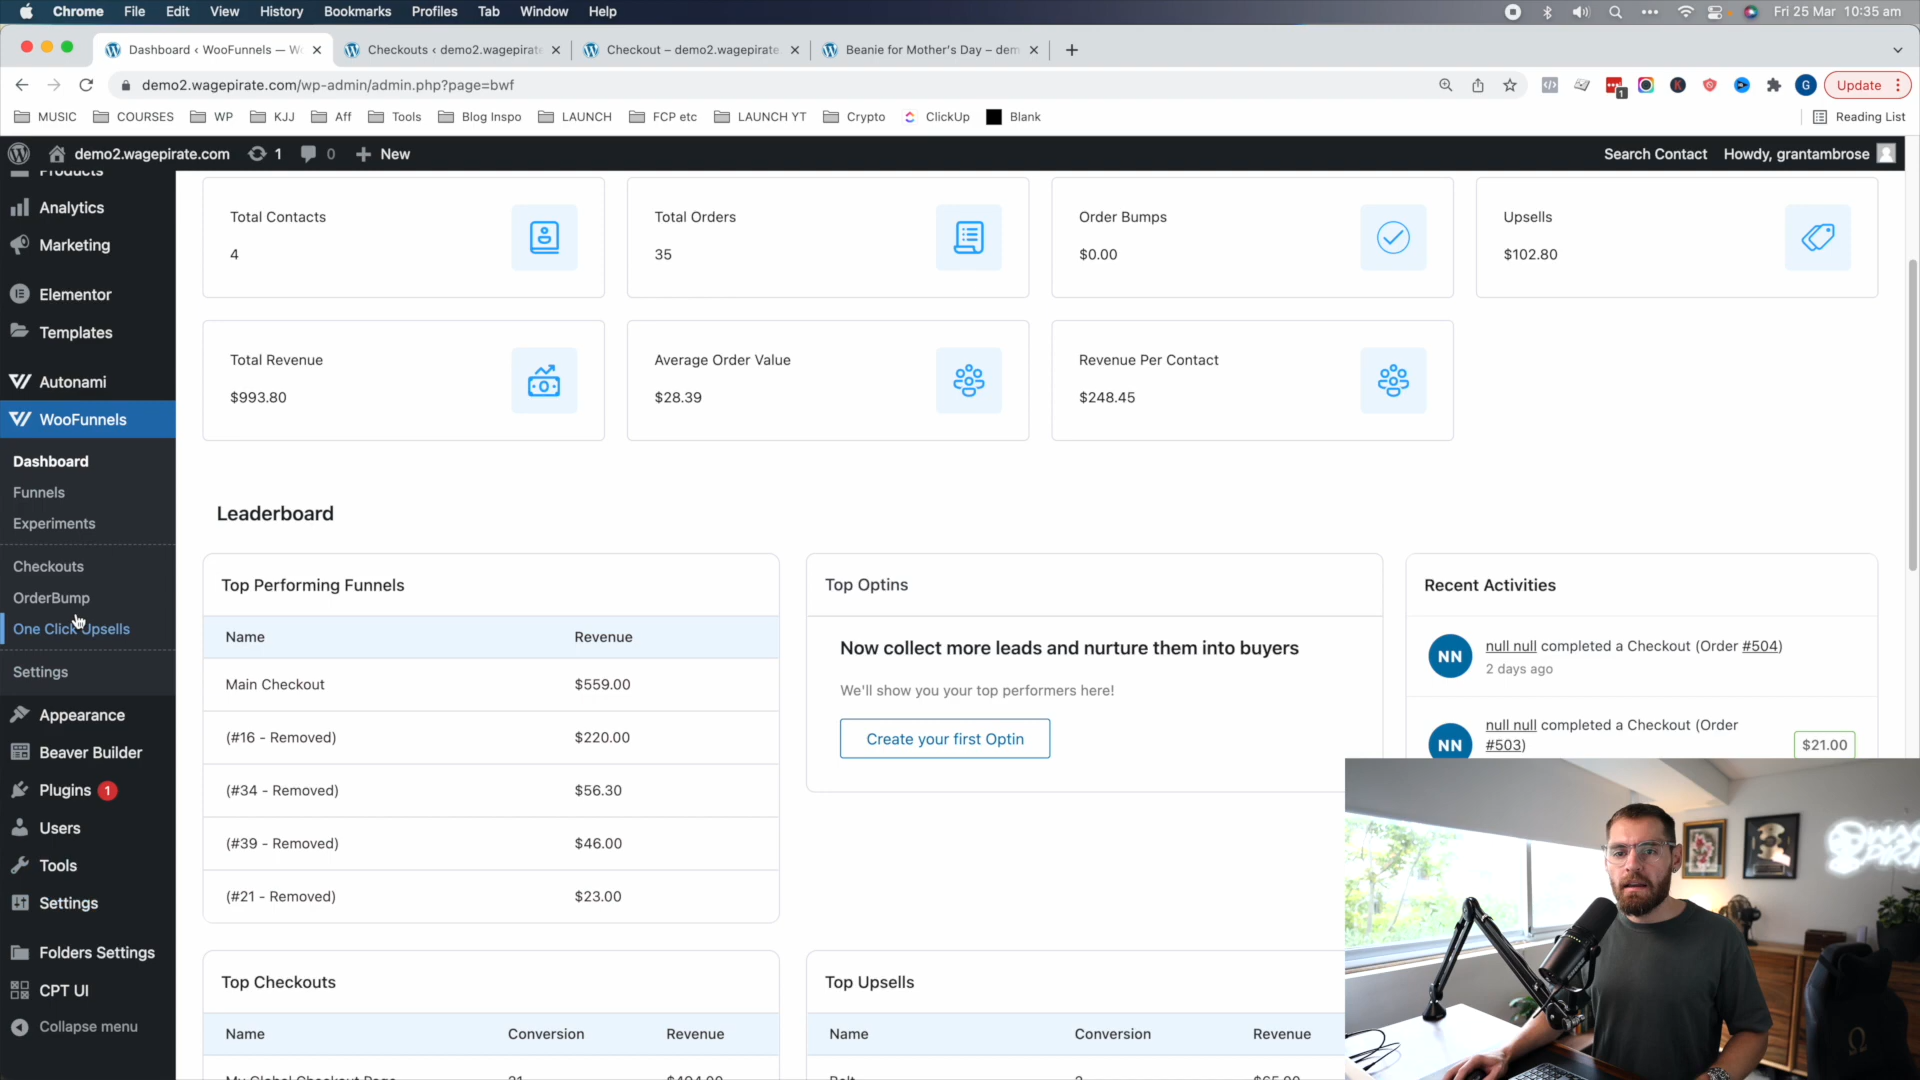 Chrome File Edit View History Bookmarks Profiles Tab Window Help
Fri 25 Mar 10:35 am
Dashboard ‹ WooFunnels — W
Checkouts ‹ demo2.wagepirate
Checkout – demo2.wagepirate
Beanie for Mother's Day – dem
demo2.wagepirate.com/wp-admin/admin.php?page=bwf
1
G
Update
MUSIC COURSES WP KJJ Aff Tools Blog Inspo LAUNCH FCP etc LAUNCH YT Crypto ClickUp Blank
Reading List
demo2.wagepirate.com 1 0 New
Search Contact Howdy, grantambrose
Products
Analytics
Marketing
Elementor
Templates
Autonami
WooFunnels
Dashboard
Funnels
Experiments
Checkouts
OrderBump
One Click Upsells
Settings
Appearance
Beaver Builder
Plugins 1
Users
Tools
Settings
Folders Settings
CPT UI
Collapse menu
Total Contacts
4
Total Orders
35
Order Bumps
$0.00
Upsells
$102.80
Total Revenue
$993.80
Average Order Value
$28.39
Revenue Per Contact
$248.45
Leaderboard
Top Performing Funnels
Name Revenue
Main Checkout $559.00
(#16 - Removed) $220.00
(#34 - Removed) $56.30
(#39 - Removed) $46.00
(#21 - Removed) $23.00
Top Optins
Now collect more leads and nurture them into buyers
We'll show you your top performers here!
Create your first Optin
Recent Activities
NN
null null completed a Checkout (Order #504)
2 days ago
NN
null null completed a Checkout (Order
#503)
$21.00
Top Checkouts
Name Conversion Revenue
Top Upsells
Name Conversion Revenue